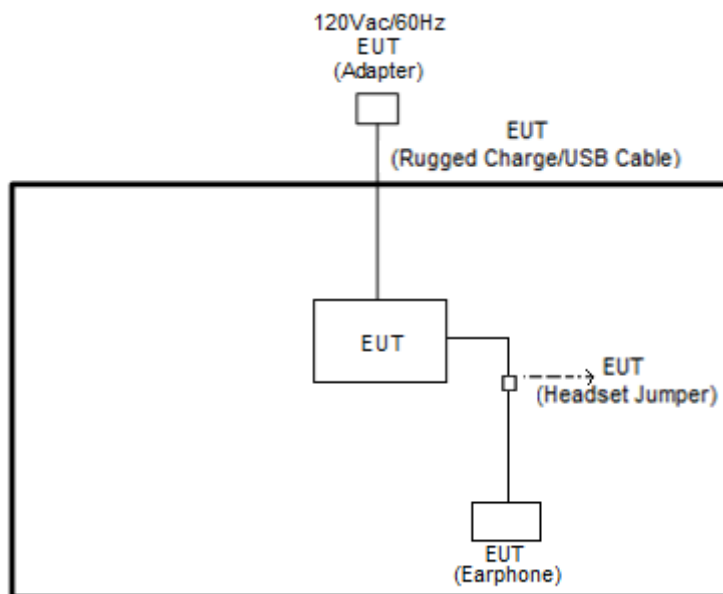 120Vac/60Hz
EUT
(Adapter)
EUT
(Rugged Charge/USB Cable)
EUT
EUT
(Headset Jumper)
EUT
(Earphone)